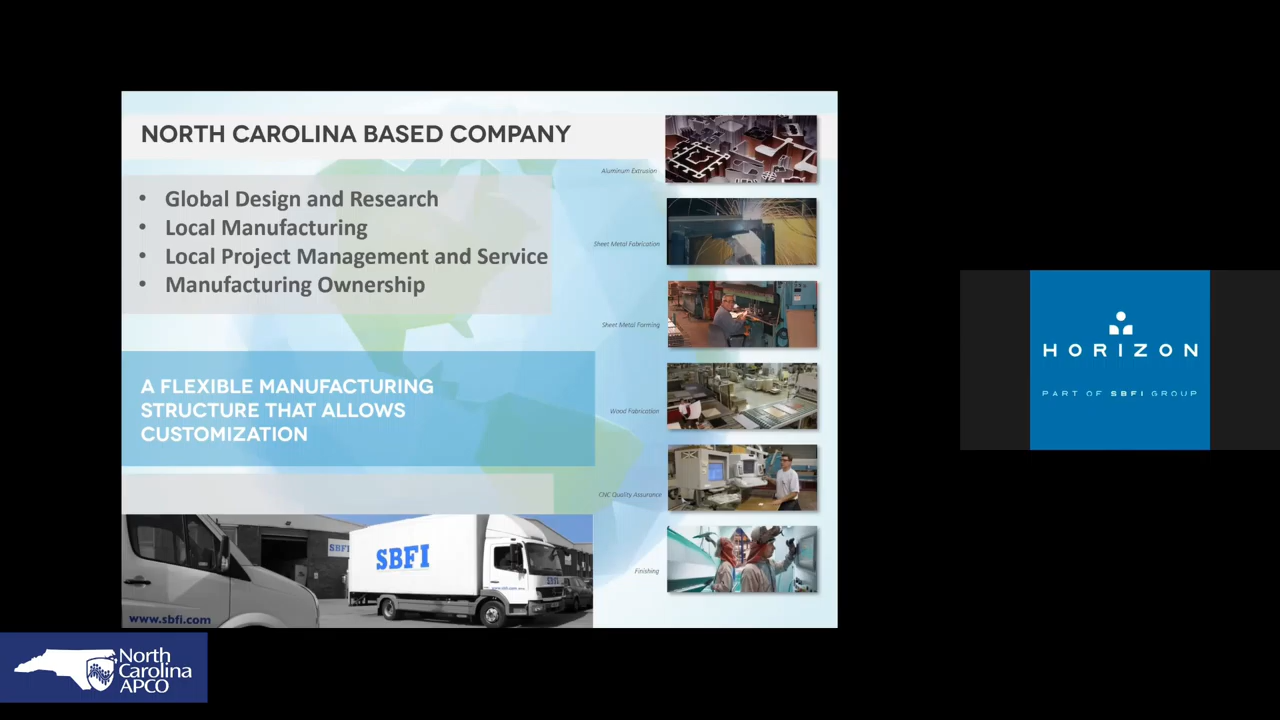 NORTH CAROLINA BASED COMPANY
• Global Design and Research
• Local Manufacturing
• Local Project Management and Service
• Manufacturing Ownership
A FLEXIBLE MANUFACTURING
STRUCTURE THAT ALLOWS
CUSTOMIZATION
Aluminum Extrusion
Sheet Metal Fabrication
Sheet Metal Forming
Wood Fabrication
CNC Quality Assurance
Finishing
SBFI
SBFI
www.sbfi.com
HORIZON
PART OF SBFI GROUP
North
Carolina
APCO